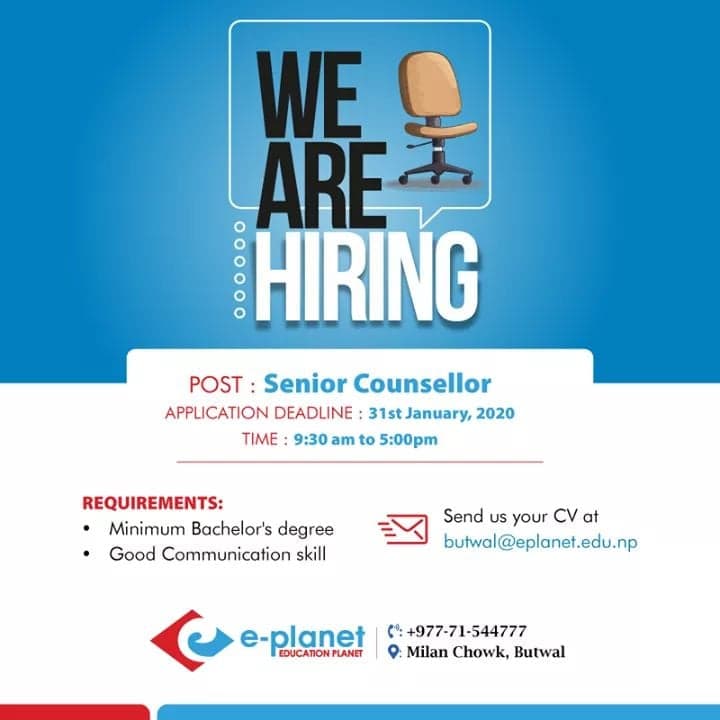 WE
ARE
HIRING
POST : Senior Counsellor
APPLICATION DEADLINE : 31st January, 2020
TIME : 9:30 am to 5:00pm
REQUIREMENTS:
• Minimum Bachelor's degree
• Good Communication skill
Send us your CV at
butwal@eplanet.edu.np
e-planet
EDUCATION PLANET
: +977-71-544777
: Milan Chowk, Butwal